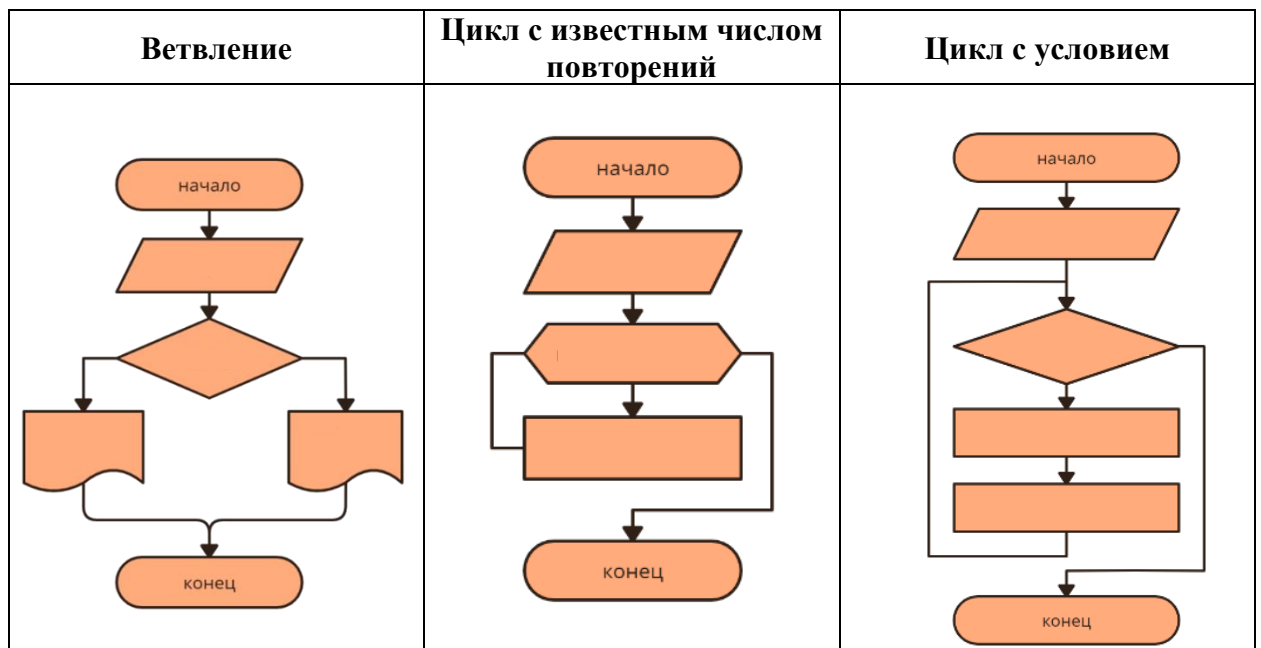 Ветвление
Цикл с известным числом
повторений
Цикл с условием
начало
конец
начало
конец
начало
конец